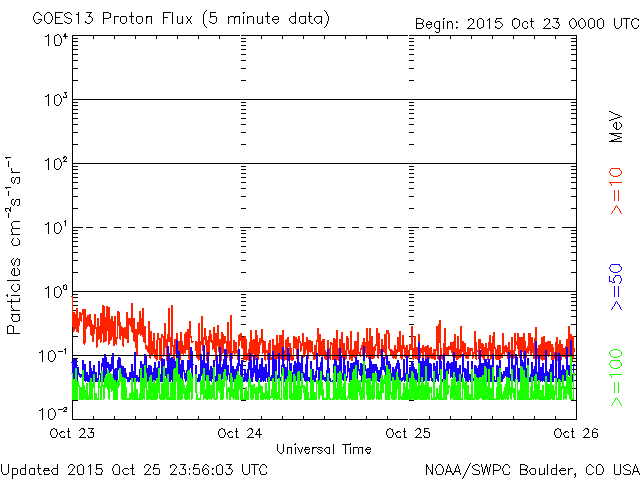 GOES13 Proton Flux (5 minute data)
Begin: 2015 Oct 23 0000 UTC
10⁴
10³
10²
10¹
10⁰
10⁻¹
10⁻²
Particles cm⁻²s⁻¹sr⁻¹
MeV
>=10
>=50
>=100
Oct 23
Oct 24
Oct 25
Oct 26
Universal Time
Updated 2015 Oct 25 23:56:03 UTC
NOAA/SWPC Boulder, CO USA